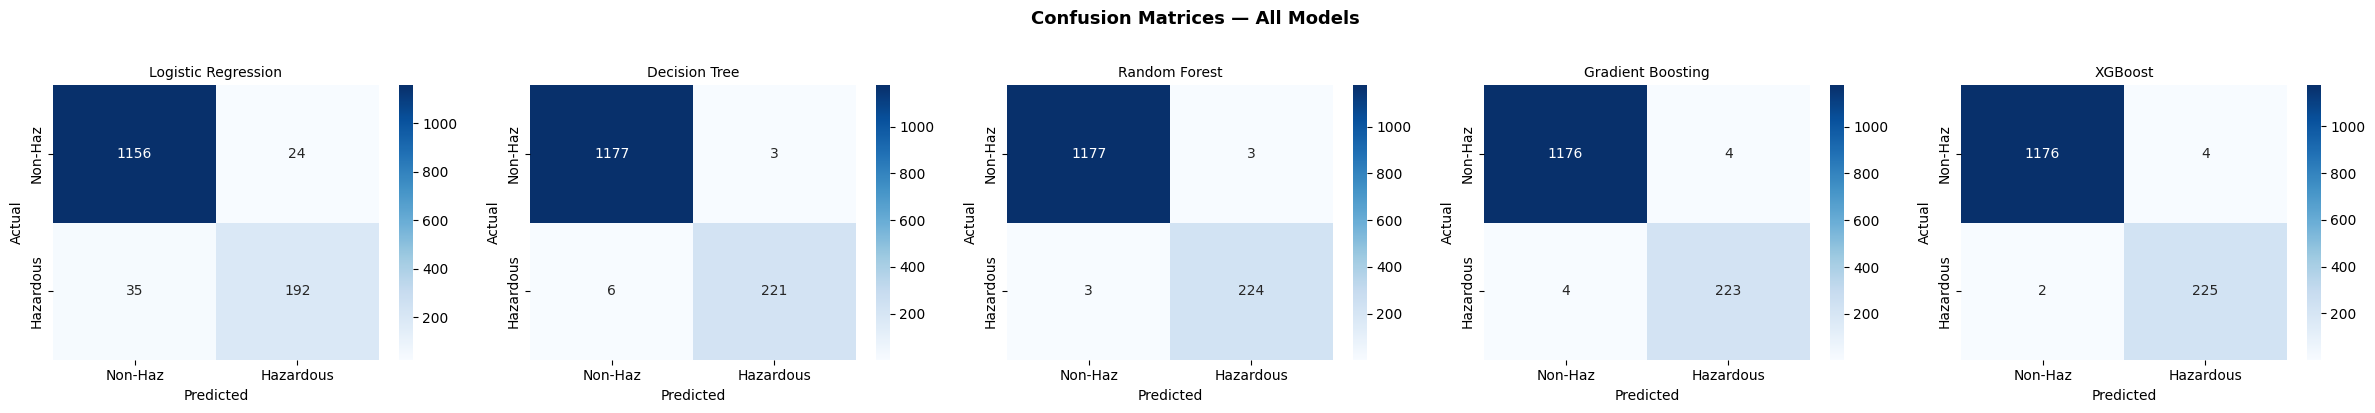 Confusion Matrices — All Models
Logistic Regression
Non-Haz
Hazardous
Actual
1156 24
35 192
Non-Haz Hazardous
Predicted
1000
800
600
400
200
Decision Tree
Non-Haz
Hazardous
Actual
1177 3
6 221
Non-Haz Hazardous
Predicted
1000
800
600
400
200
Random Forest
Non-Haz
Hazardous
Actual
1177 3
3 224
Non-Haz Hazardous
Predicted
1000
800
600
400
200
Gradient Boosting
Non-Haz
Hazardous
Actual
1176 4
4 223
Non-Haz Hazardous
Predicted
1000
800
600
400
200
XGBoost
Non-Haz
Hazardous
Actual
1176 4
2 225
Non-Haz Hazardous
Predicted
1000
800
600
400
200